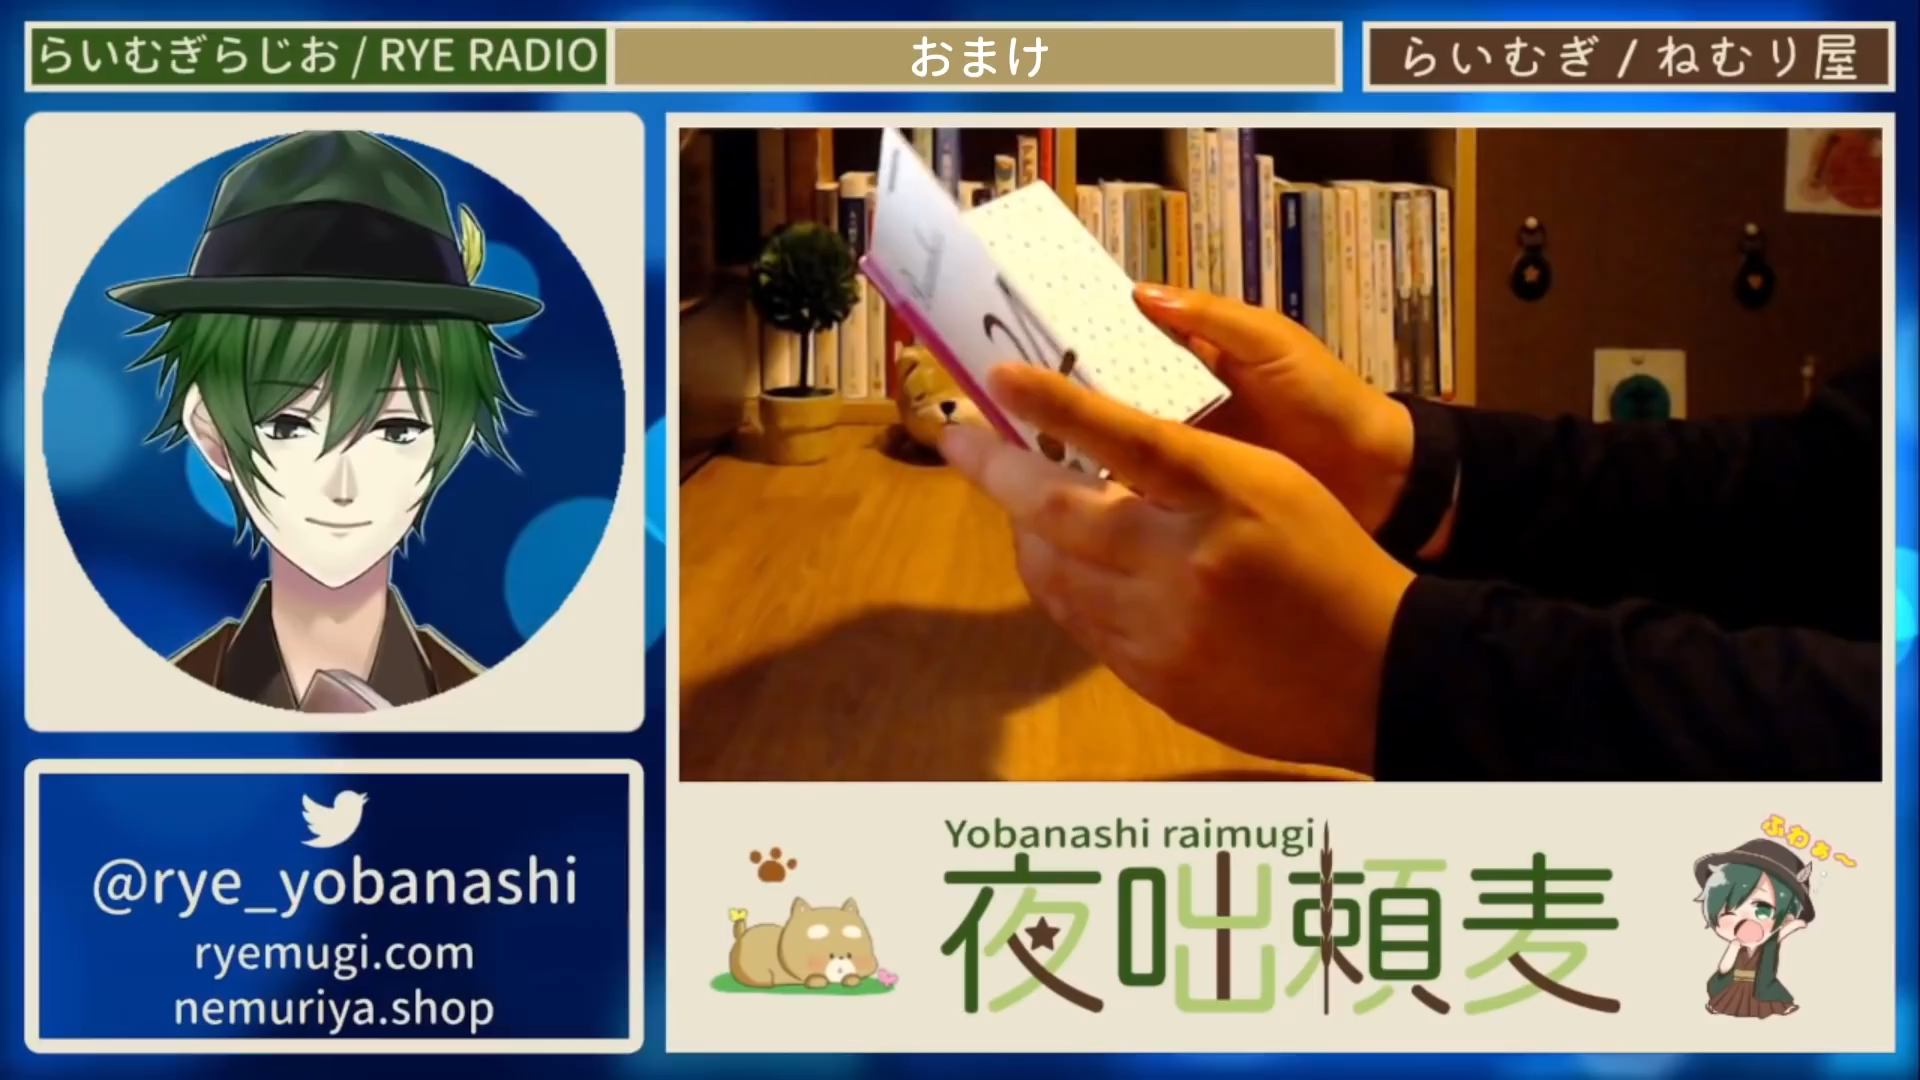 らいむぎらじお / RYE RADIO
おまけ
らいむぎ / ねむり屋
@rye_yobanashi
ryemugi.com
nemuriya.shop
Yobanashi raimugi
夜咄頼麦
ふわぁ〜